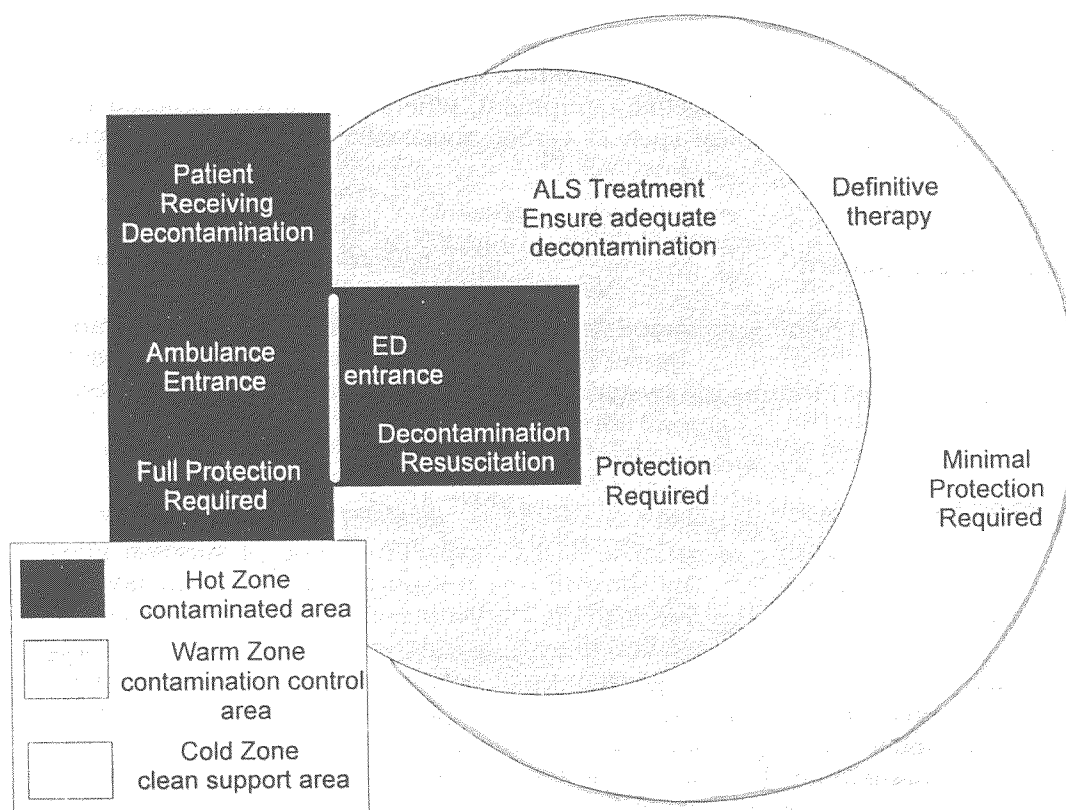 Patient
Receiving
Decontamination
Ambulance
Entrance
Full Protection
Required
ED
entrance
Decontamination
Resuscitation
ALS Treatment
Ensure adequate
decontamination
Protection
Required
Definitive
therapy
Minimal
Protection
Required
Hot Zone
contaminated area
Warm Zone
contamination control
area
Cold Zone
clean support area